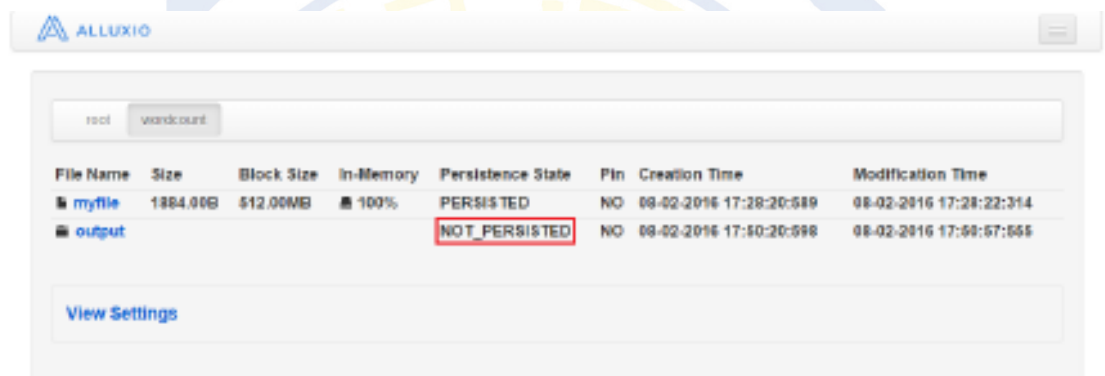 ALLUXIO
root wordcount
File Name Size Block Size In-Memory Persistence State Pin Creation Time Modification Time
myfile 1884.00B 512.00MB 100% PERSISTED NO 08-02-2016 17:28:20:589 08-02-2016 17:28:22:314
output NOT_PERSISTED NO 08-02-2016 17:50:20:598 08-02-2016 17:50:57:555
View Settings